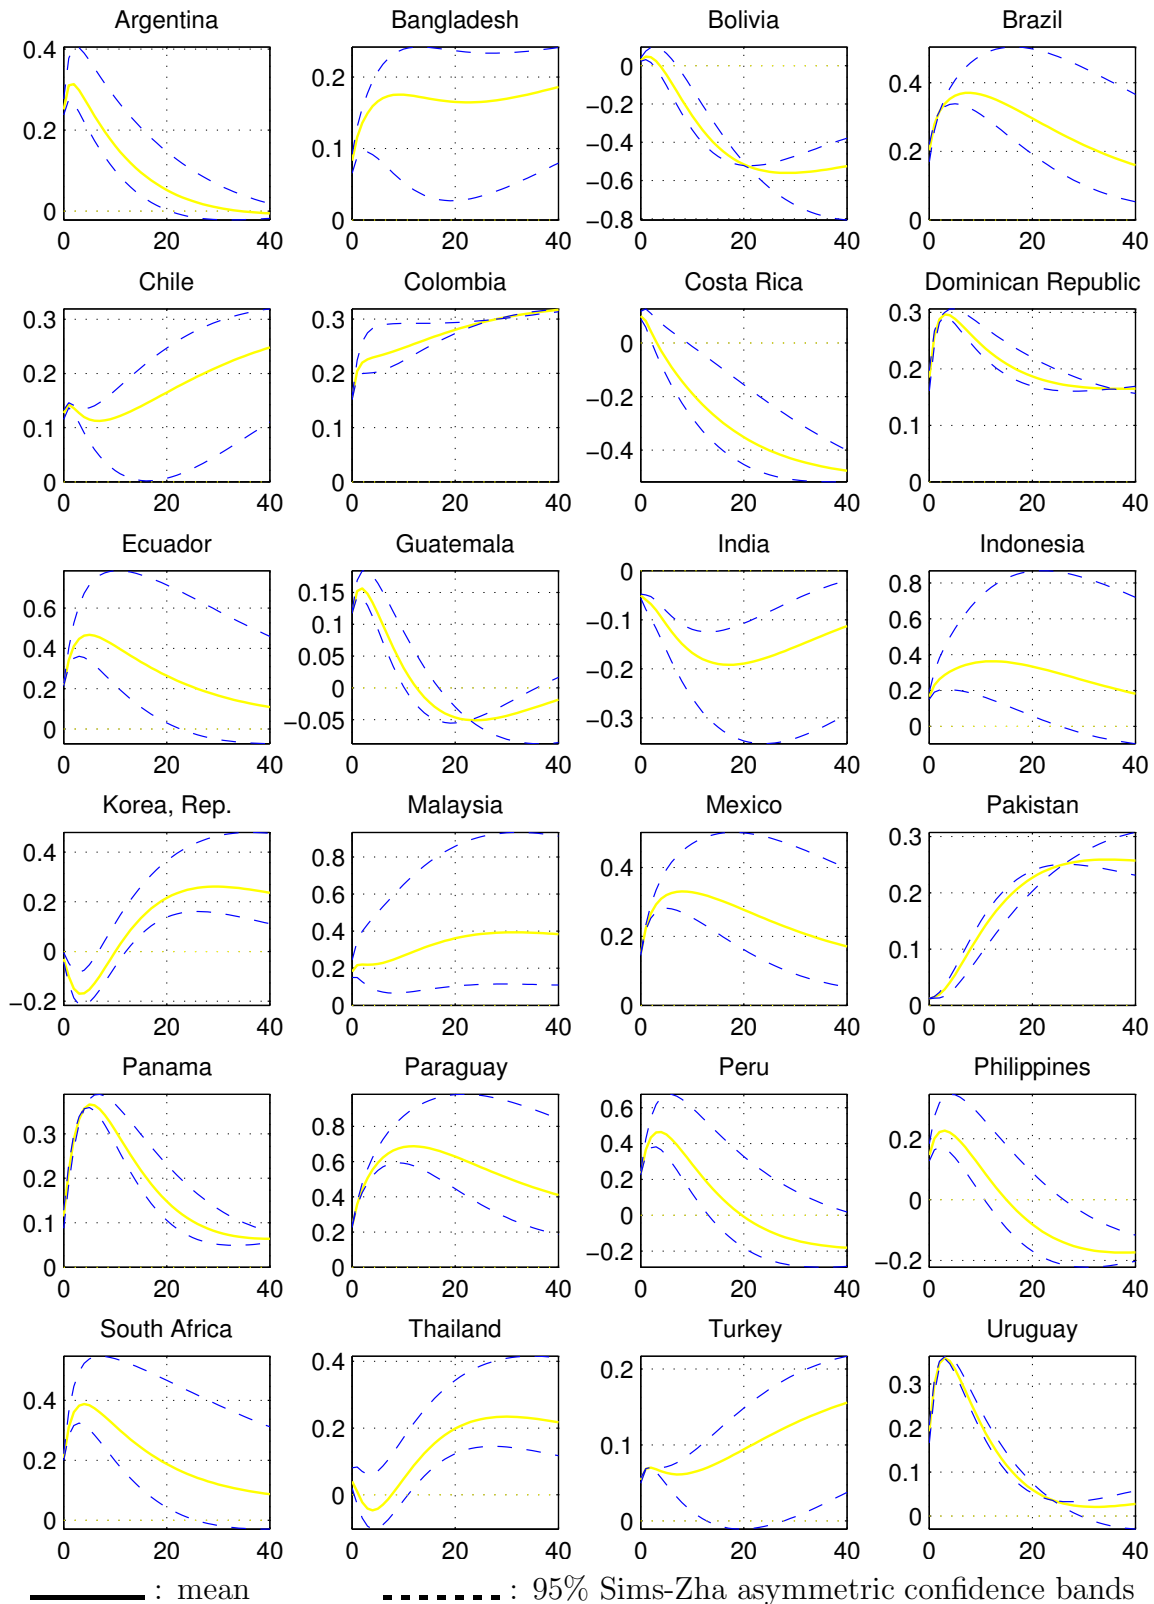 Argentina Bangladesh Bolivia Brazil
0.4 0.2 0
0.2 0.1 −0.2 0.4
0 0 −0.4 0.2
−0.6 0
−0.8
0 20 40 0 20 40 0 20 40 0 20 40
Chile Colombia Costa Rica Dominican Republic
0.3 0.3 0 0.3
0.2 0.2 −0.2 0.2
0.1 0.1 −0.4 0.1
0 0 0
0 20 40 0 20 40 0 20 40 0 20 40
Ecuador Guatemala India Indonesia
0.6 0.15 0 0.8
0.4 0.1 −0.1 0.6
0.2 0.05 −0.2 0.4
0 0 −0.3 0.2
−0.05 0
0 20 40 0 20 40 0 20 40 0 20 40
Korea, Rep. Malaysia Mexico Pakistan
0.4 0.8 0.4 0.3
0.2 0.6 0.2 0.2
0 0.4 0 0.1
−0.2 0.2 0
0
0 20 40 0 20 40 0 20 40 0 20 40
Panama Paraguay Peru Philippines
0.3 0.8 0.6 0.2
0.2 0.6 0.4 0
0.1 0.4 0.2 −0.2
0 0.2 0
0 −0.2
0 20 40 0 20 40 0 20 40 0 20 40
South Africa Thailand Turkey Uruguay
0.4 0.4 0.2 0.3
0.2 0.2 0.1 0.2
0 0 0 0.1
0
0 20 40 0 20 40 0 20 40 0 20 40
: mean : 95% Sims-Zha asymmetric confidence bands